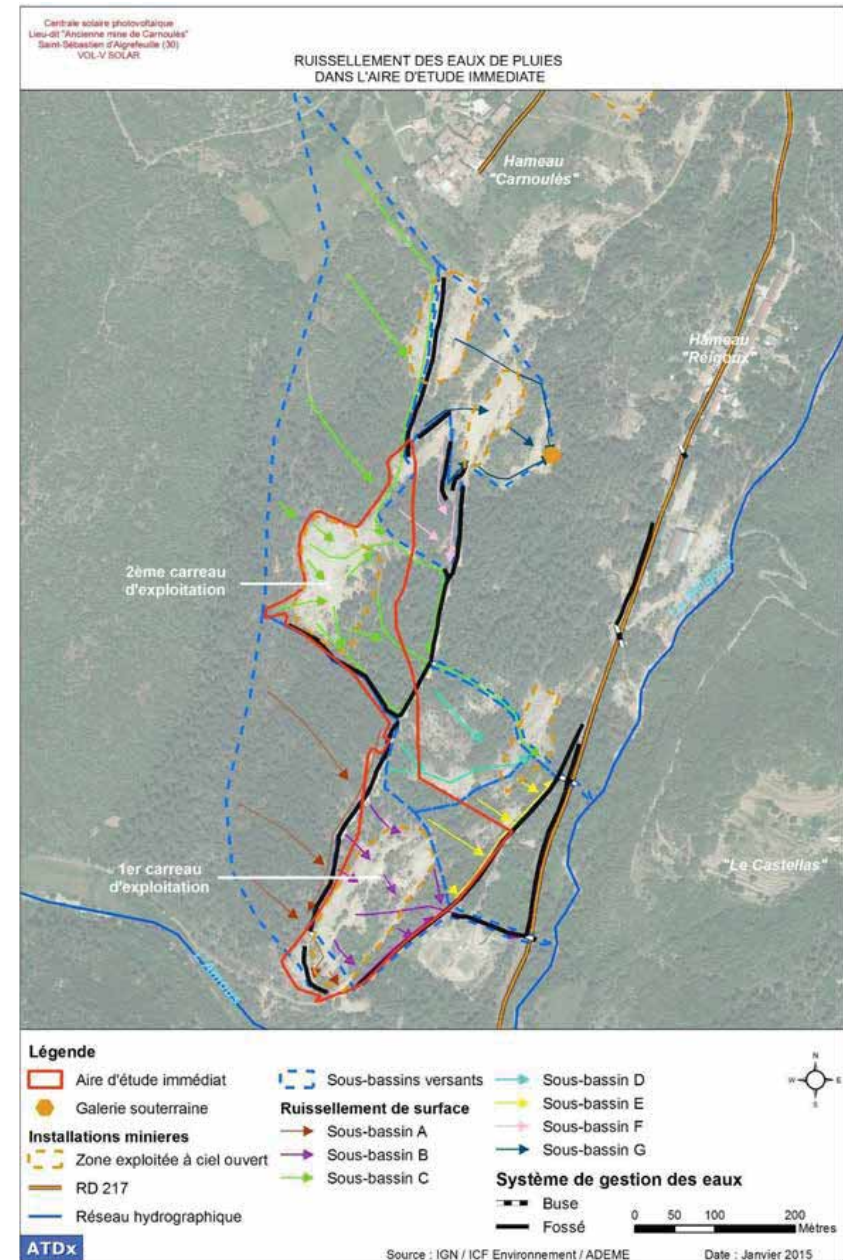 Centrale solaire photovoltaïque
Lieu-dit "Ancienne mine de Carnoulès"
Saint-Sébastien d'Aigrefeuille (30)
VOL-V SOLAR
RUISSELLEMENT DES EAUX DE PLUIES
DANS L'AIRE D'ETUDE IMMEDIATE
Hameau
"Carnoulès"
Hameau
"Réigoux"
2ème carreau
d'exploitation
1er carreau
d'exploitation
"Le Castellas"
Légende
Aire d'étude immédiat
Galerie souterraine
Installations minieres
Zone exploitée à ciel ouvert
RD 217
Réseau hydrographique
Sous-bassins versants
Ruissellement de surface
Sous-bassin A
Sous-bassin B
Sous-bassin C
Sous-bassin D
Sous-bassin E
Sous-bassin F
Sous-bassin G
Système de gestion des eaux
Buse
Fossé
N
W E
S
0 50 100 200
Mètres
ATDx
Source : IGN / ICF Environnement / ADEME Date : Janvier 2015